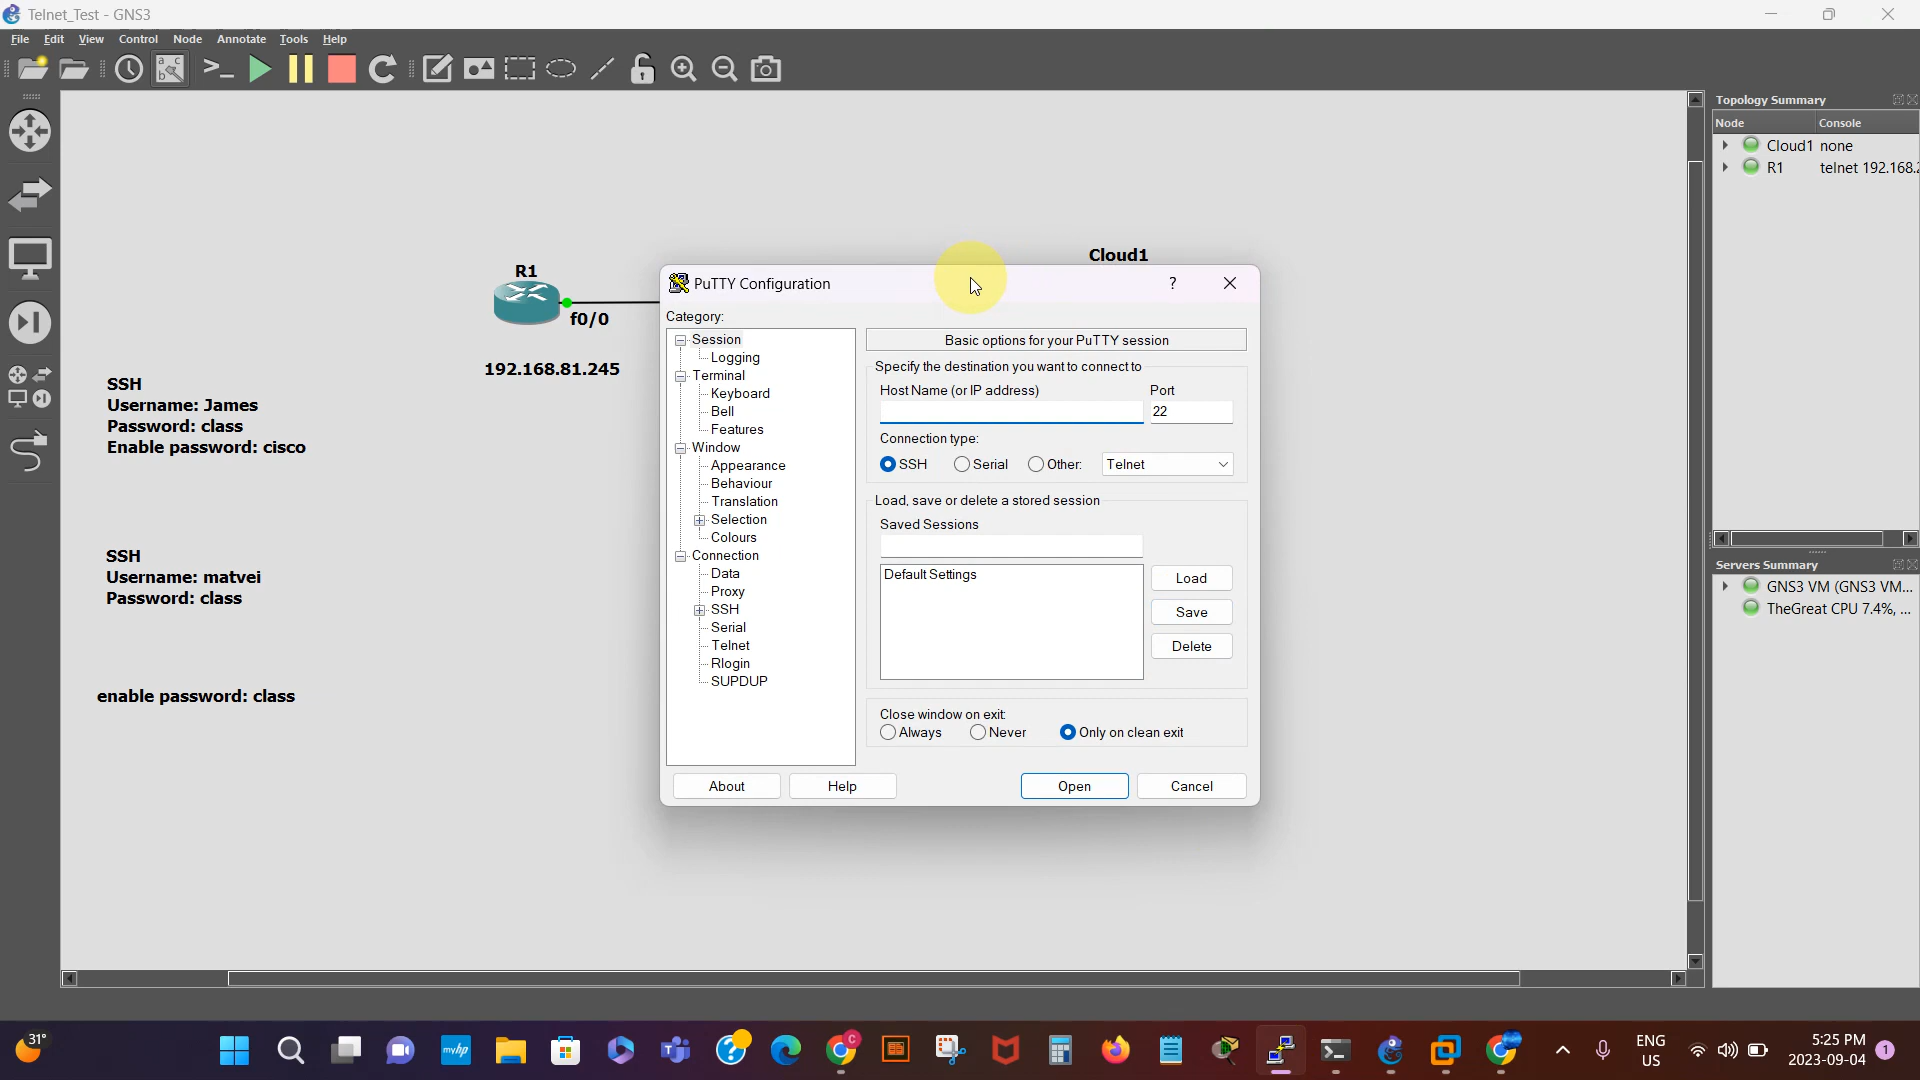 Telnet_Test - GNS3
File Edit View Control Node Annotate Tools Help
Topology Summary
Node Console
Cloud1 none
R1 telnet 192.168.2
Cloud1
R1
f0/0
192.168.81.245
SSH
Username: James
Password: class
Enable password: cisco
SSH
Username: matvei
Password: class
enable password: class
PuTTY Configuration
?
Category:
Session
Logging
Terminal
Keyboard
Bell
Features
Window
Appearance
Behaviour
Translation
Selection
Colours
Connection
Data
Proxy
SSH
Serial
Telnet
Rlogin
SUPDUP
Basic options for your PuTTY session
Specify the destination you want to connect to
Host Name (or IP address) Port
22
Connection type:
SSH Serial Other: Telnet
Load, save or delete a stored session
Saved Sessions
Default Settings
Load
Save
Delete
Close window on exit:
Always Never Only on clean exit
About Help Open Cancel
Servers Summary
GNS3 VM (GNS3 VM...
TheGreat CPU 7.4%, ...
31°
myhp
C
ENG
US
5:25 PM
2023-09-04
1